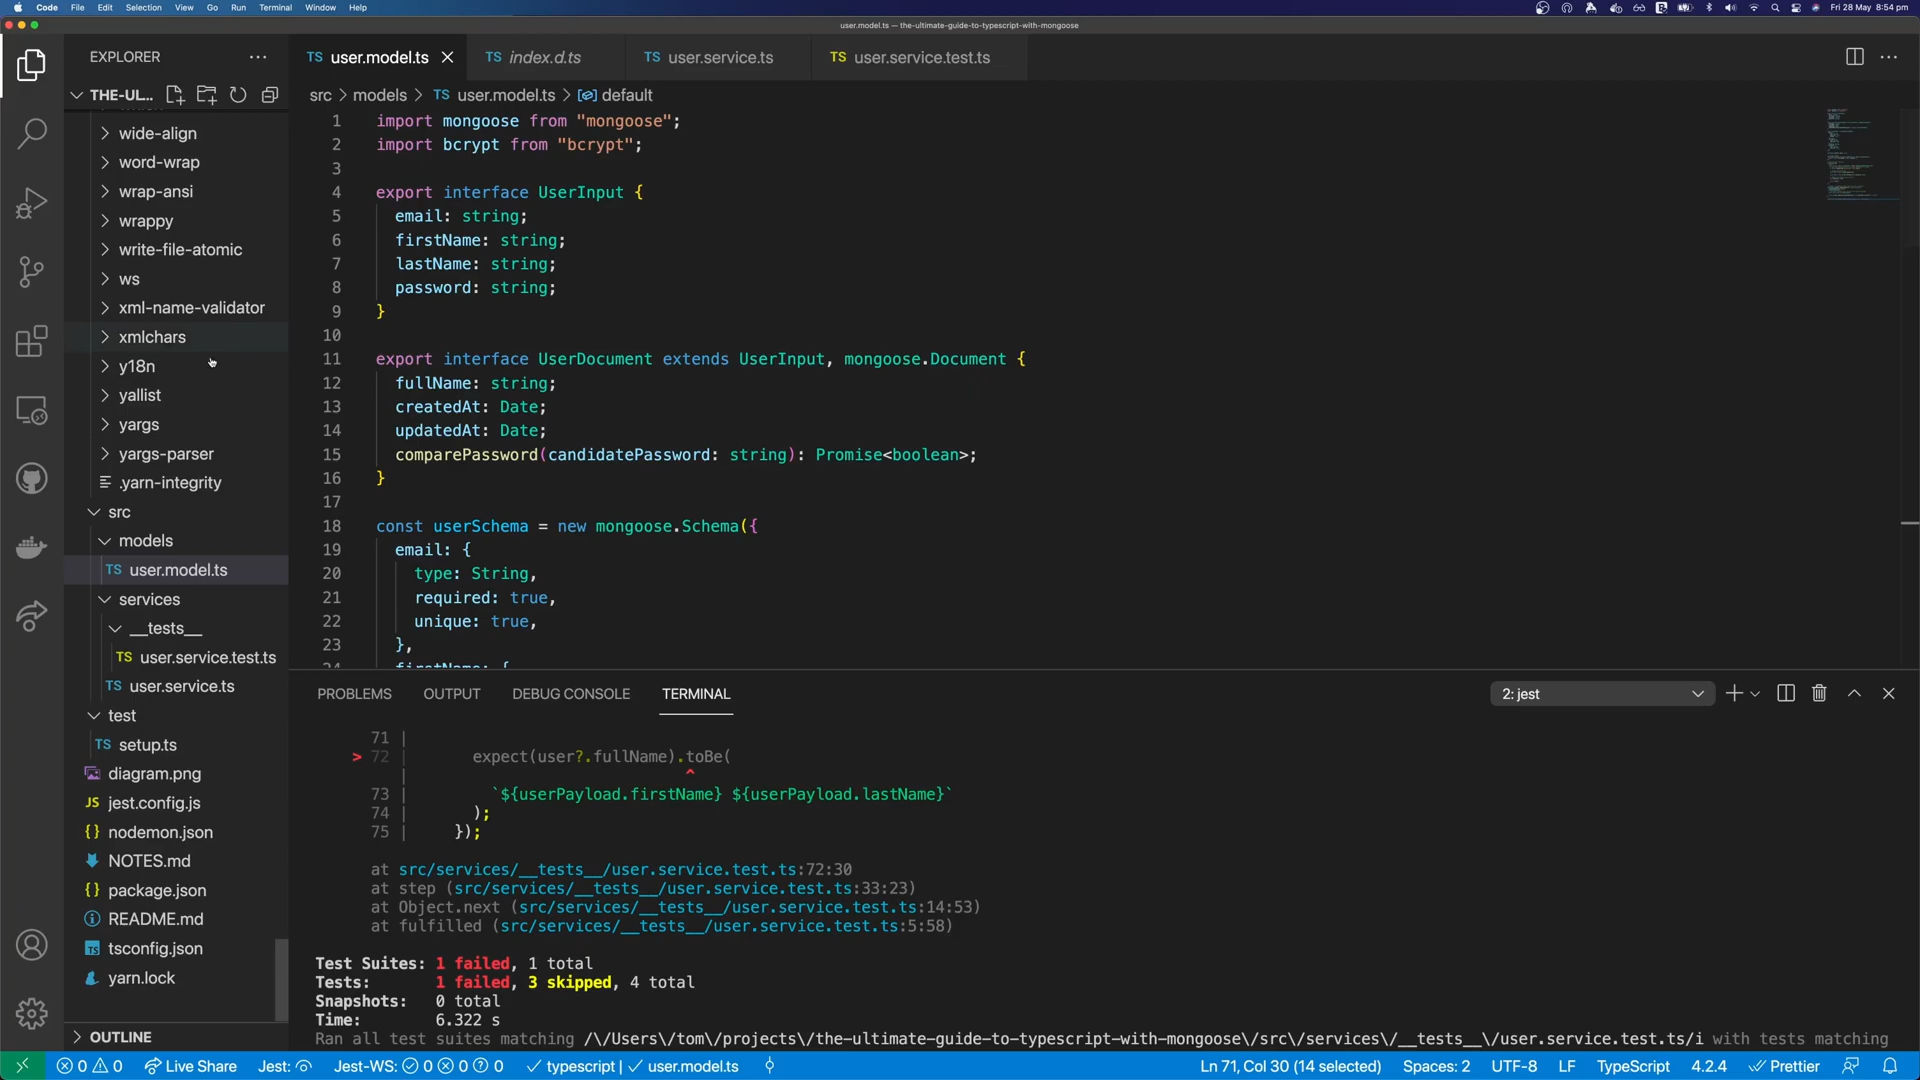 Code File Edit Selection View Go Run Terminal Window Help
Fri 28 May 8:54 pm
user.model.ts — the-ultimate-guide-to-typescript-with-mongoose
EXPLORER
TS user.model.ts
TS index.d.ts
TS user.service.ts
TS user.service.test.ts
THE-UL...
src > models > TS user.model.ts > default
wide-align
word-wrap
wrap-ansi
wrappy
write-file-atomic
ws
xml-name-validator
xmlchars
y18n
yallist
yargs
yargs-parser
.yarn-integrity
src
models
TS user.model.ts
services
__tests__
TS user.service.test.ts
TS user.service.ts
test
TS setup.ts
diagram.png
JS jest.config.js
{} nodemon.json
NOTES.md
{} package.json
README.md
TS tsconfig.json
yarn.lock
OUTLINE
1 import mongoose from "mongoose";
2 import bcrypt from "bcrypt";
3
4 export interface UserInput {
5 email: string;
6 firstName: string;
7 lastName: string;
8 password: string;
9 }
10
11 export interface UserDocument extends UserInput, mongoose.Document {
12 fullName: string;
13 createdAt: Date;
14 updatedAt: Date;
15 comparePassword(candidatePassword: string): Promise<boolean>;
16 }
17
18 const userSchema = new mongoose.Schema({
19 email: {
20 type: String,
21 required: true,
22 unique: true,
23 },
24 firstName: {
PROBLEMS OUTPUT DEBUG CONSOLE TERMINAL
2: jest
71 |
> 72 | expect(user?.fullName).toBe(
| ^
73 | `${userPayload.firstName} ${userPayload.lastName}`
74 | );
75 | });
at src/services/__tests__/user.service.test.ts:72:30
at step (src/services/__tests__/user.service.test.ts:33:23)
at Object.next (src/services/__tests__/user.service.test.ts:14:53)
at fulfilled (src/services/__tests__/user.service.test.ts:5:58)
Test Suites: 1 failed, 1 total
Tests: 1 failed, 3 skipped, 4 total
Snapshots: 0 total
Time: 6.322 s
Ran all test suites matching /\/Users\/tom\/projects\/the-ultimate-guide-to-typescript-with-mongoose\/src\/services\/__tests__\/user.service.test.ts/i with tests matching
0 0 Live Share Jest: Jest-WS: 0 0 0 typescript | user.model.ts
Ln 71, Col 30 (14 selected) Spaces: 2 UTF-8 LF TypeScript 4.2.4 Prettier